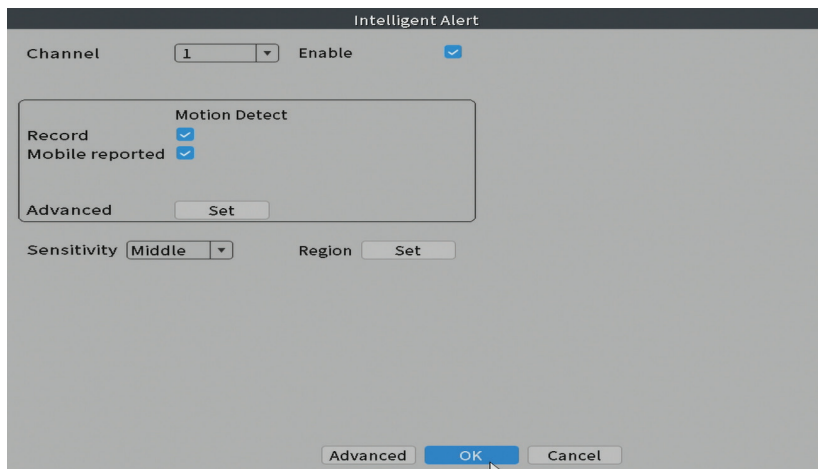 Intelligent Alert
Channel 1 Enable
Motion Detect
Record
Mobile reported
Advanced Set
Sensitivity Middle Region Set
Advanced OK Cancel